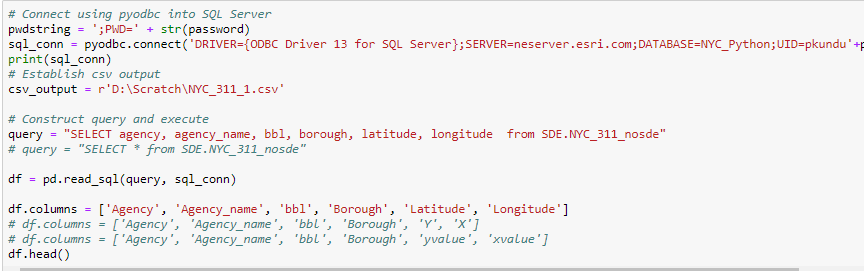 # Connect using pyodbc into SQL Server
pwdstring = ';PWD=' + str(password)
sql_conn = pyodbc.connect('DRIVER={ODBC Driver 13 for SQL Server};SERVER=neserver.esri.com;DATABASE=NYC_Python;UID=pkundu'+
print(sql_conn)
# Establish csv output
csv_output = r'D:\Scratch\NYC_311_1.csv'
# Construct query and execute
query = "SELECT agency, agency_name, bbl, borough, latitude, longitude  from SDE.NYC_311_nosde"
# query = "SELECT * from SDE.NYC_311_nosde"
df = pd.read_sql(query, sql_conn)
df.columns = ['Agency', 'Agency_name', 'bbl', 'Borough', 'Latitude', 'Longitude']
# df.columns = ['Agency', 'Agency_name', 'bbl', 'Borough', 'Y', 'X']
# df.columns = ['Agency', 'Agency_name', 'bbl', 'Borough', 'yvalue', 'xvalue']
df.head()